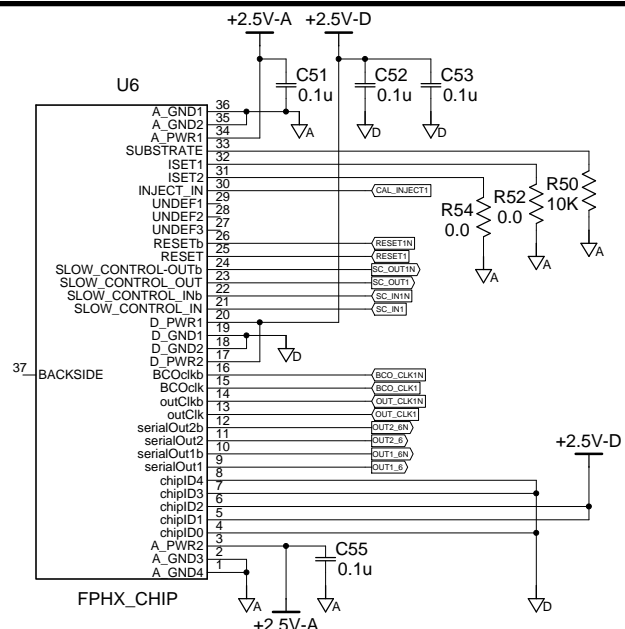 +2.5V-A +2.5V-D
U6
C51 0.1u
C52 0.1u
C53 0.1u
A_GND1 36
A_GND2 35
A_PWR1 34
SUBSTRATE 33
ISET1 32
ISET2 31
INJECT_IN 30 CAL_INJECT1
UNDEF1 29
UNDEF2 28
UNDEF3 27
RESETb 26 RESET1N
RESET 25 RESET1
SLOW_CONTROL-OUTb 24 SC_OUT1N
SLOW_CONTROL_OUT 23 SC_OUT1
SLOW_CONTROL_INb 22 SC_IN1N
SLOW_CONTROL_IN 21 SC_IN1
D_PWR1 20
D_GND1 19
D_GND2 18
D_PWR2 17
BCOclkb 16 BCO_CLK1N
BCOclk 15 BCO_CLK1
outClkb 14 OUT_CLK1N
outClk 13 OUT_CLK1
serialOut2b 12 OUT2_6N
serialOut2 11 OUT2_6
serialOut1b 10 OUT1_6N
serialOut1 9 OUT1_6
chipID4 8
chipID3 7
chipID2 6
chipID1 5
chipID0 4
A_PWR2 3
A_GND3 2
A_GND4 1
37 BACKSIDE
FPHX_CHIP
A D D
R54 0.0
R52 0.0
R50 10K
A A A
D
+2.5V-D
C55 0.1u
A A D
+2.5V-A